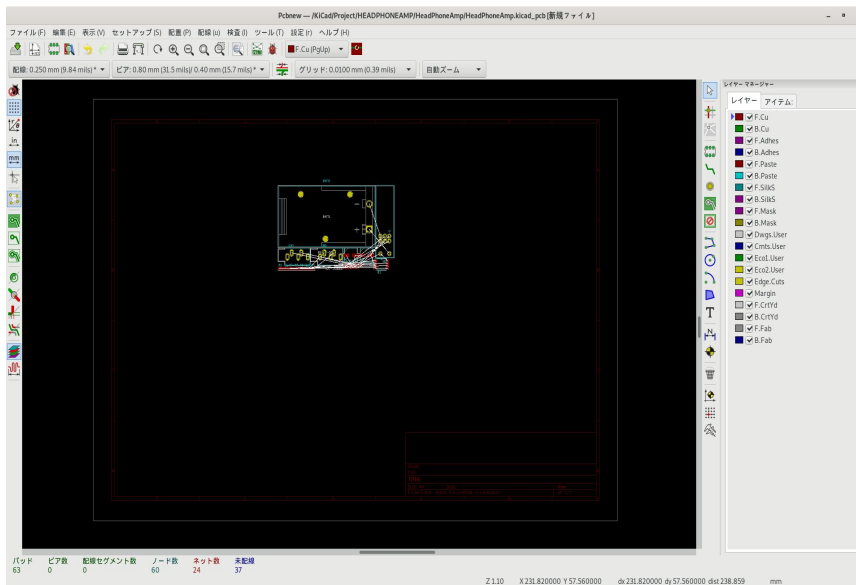 Pcbnew — /KiCad/Project/HEADPHONEAMP/HeadPhoneAmp/HeadPhoneAmp.kicad_pcb [新規ファイル]
ファイル(F) 編集(E) 表示(V) セットアップ(S) 配置(P) 配線(u) 検査(I) ツール(T) 設定(r) ヘルプ(H)
F.Cu (PgUp)
配線: 0.250 mm (9.84 mils) * ビア: 0.80 mm (31.5 mils)/ 0.40 mm (15.7 mils) * グリッド: 0.0100 mm (0.39 mils) 自動ズーム
レイヤー マネージャー
レイヤー アイテム:
F.Cu
B.Cu
F.Adhes
B.Adhes
F.Paste
B.Paste
F.SilkS
B.SilkS
F.Mask
B.Mask
Dwgs.User
Cmts.User
Eco1.User
Eco2.User
Edge.Cuts
Margin
F.CrtYd
B.CrtYd
F.Fab
B.Fab
in
mm
T
N
パッド ビア数 配線セグメント数 ノード数 ネット数 未配線
63 0 0 60 24 37
Z 1.10 X 231.820000 Y 57.560000 dx 231.820000 dy 57.560000 dist 238.859 mm